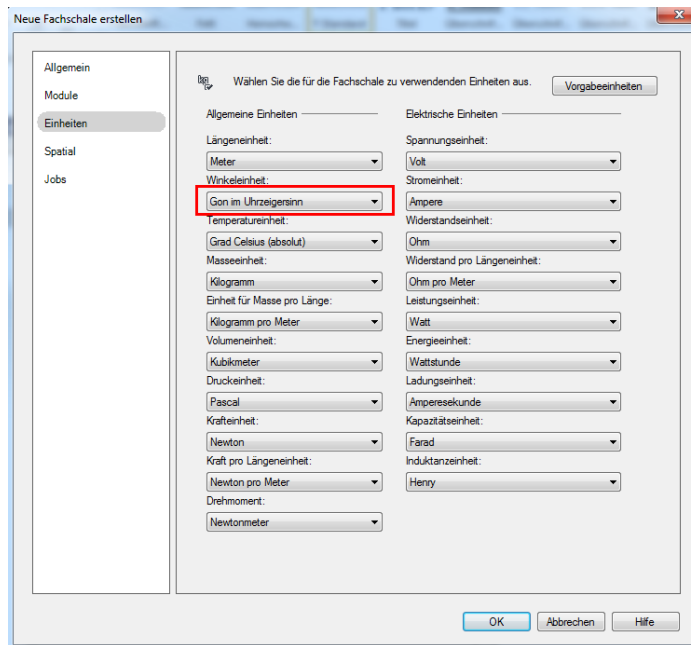 Neue Fachschale erstellen
Allgemein
Module
Einheiten
Spatial
Jobs
Wählen Sie die für die Fachschale zu verwendenden Einheiten aus.
Vorgabeeinheiten
Allgemeine Einheiten
Längeneinheit:
Meter
Winkeleinheit:
Gon im Uhrzeigersinn
Temperatureinheit:
Grad Celsius (absolut)
Masseeinheit:
Kilogramm
Einheit für Masse pro Länge:
Kilogramm pro Meter
Volumeneinheit:
Kubikmeter
Druckeinheit:
Pascal
Krafteinheit:
Newton
Kraft pro Längeneinheit:
Newton pro Meter
Drehmoment:
Newtonmeter
Elektrische Einheiten
Spannungseinheit:
Volt
Stromeinheit:
Ampere
Widerstandseinheit:
Ohm
Widerstand pro Längeneinheit:
Ohm pro Meter
Leistungseinheit:
Watt
Energieeinheit:
Wattstunde
Ladungseinheit:
Amperesekunde
Kapazitätseinheit:
Farad
Induktanzeinheit:
Henry
OK
Abbrechen
Hilfe